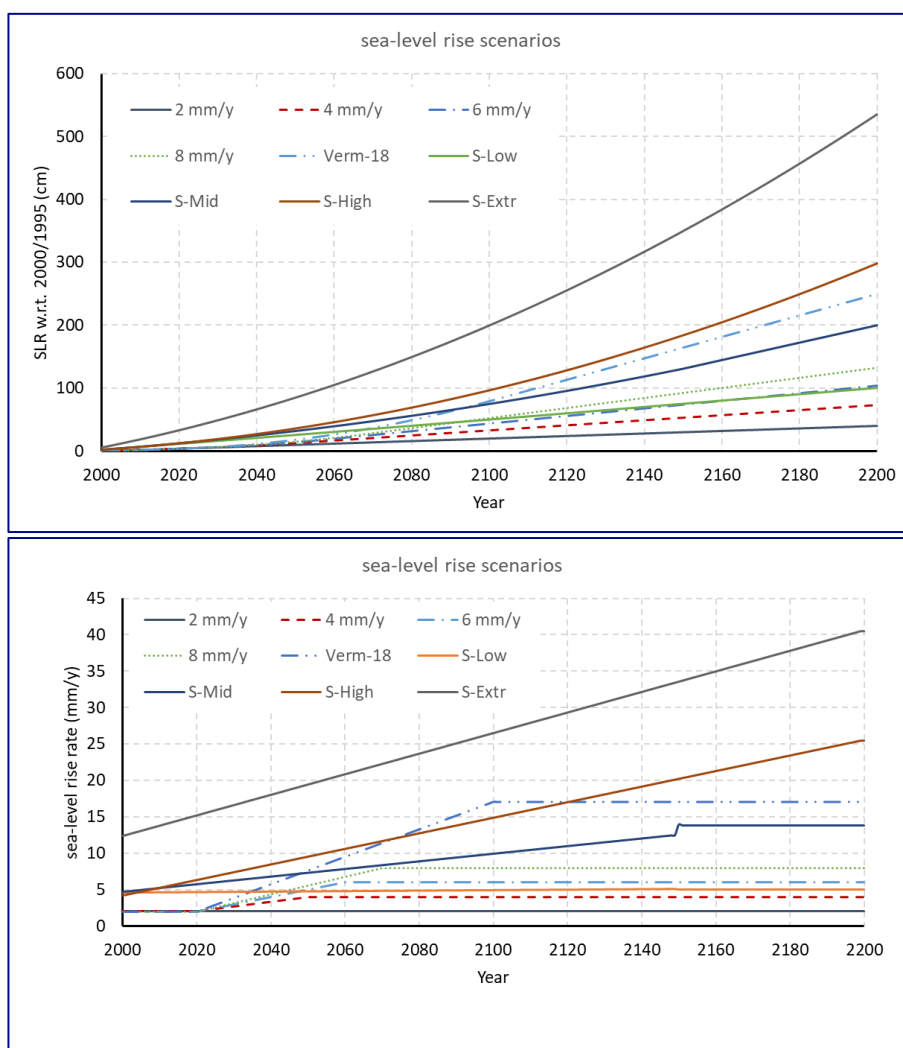 sea-level rise scenarios
600
500
400
300
200
100
0
SLR w.r.t. 2000/1995 (cm)
2 mm/y 4 mm/y 6 mm/y
8 mm/y Verm-18 S-Low
S-Mid S-High S-Extr
2000 2020 2040 2060 2080 2100 2120 2140 2160 2180 2200
Year
sea-level rise scenarios
45
40
35
30
25
20
15
10
5
0
sea-level rise rate (mm/y)
2 mm/y 4 mm/y 6 mm/y
8 mm/y Verm-18 S-Low
S-Mid S-High S-Extr
2000 2020 2040 2060 2080 2100 2120 2140 2160 2180 2200
Year